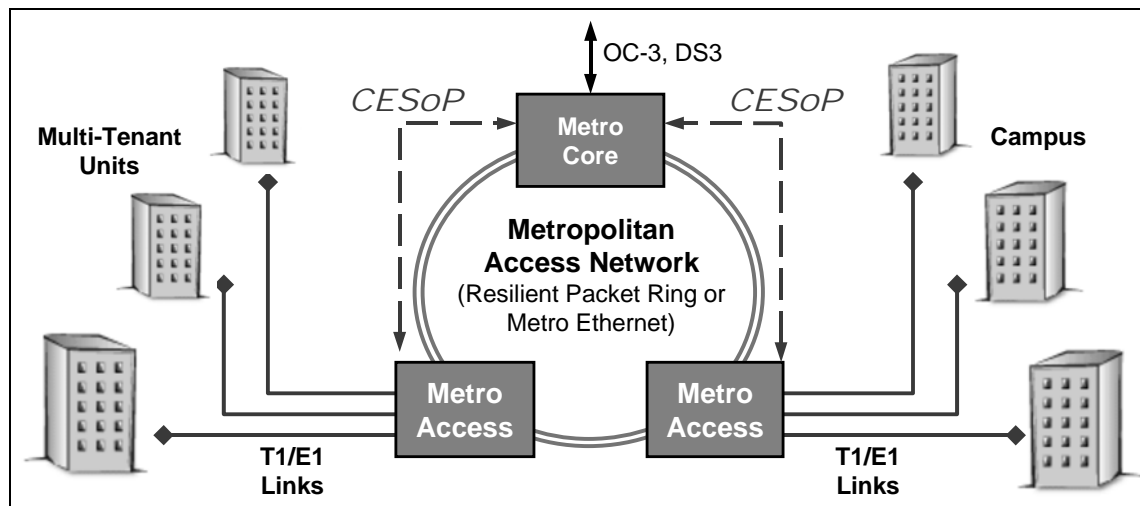 OC-3, DS3
CESoP
CESoP
Metro
Core
Multi-Tenant
Units
Campus
Metropolitan
Access Network
(Resilient Packet Ring or
Metro Ethernet)
Metro
Access
Metro
Access
T1/E1
Links
T1/E1
Links